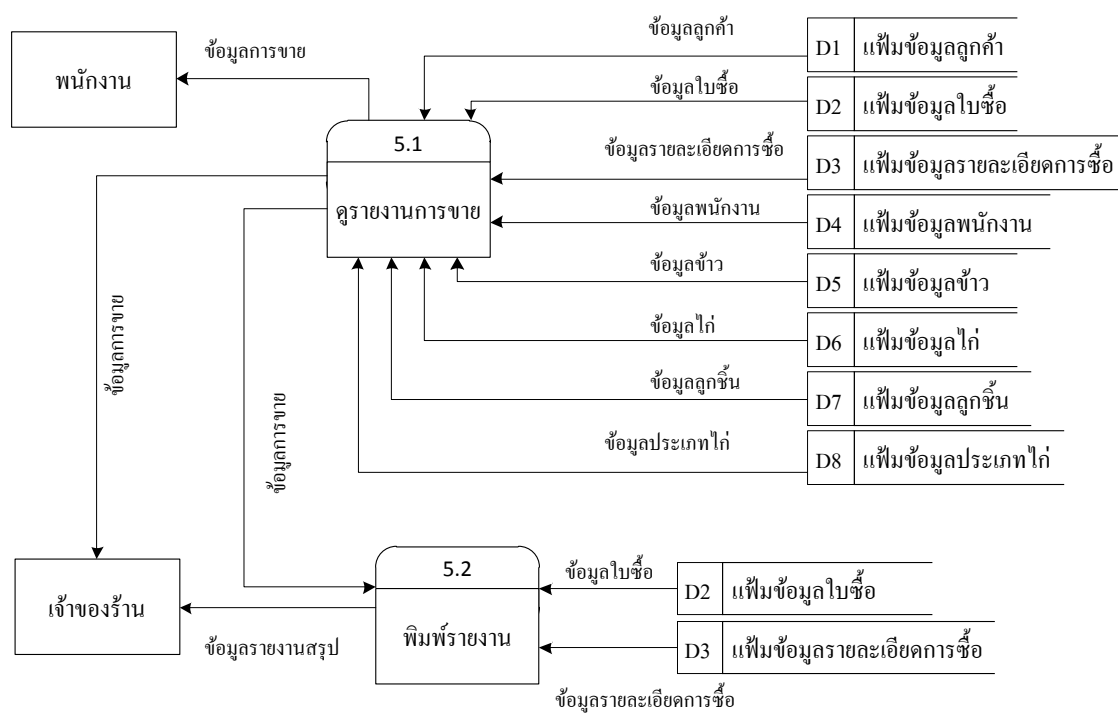 ข้อมูลลูกค้า
D1 แฟ้มข้อมูลลูกค้า
พนักงาน
ข้อมูลการขาย
ข้อมูลใบซื้อ
D2 แฟ้มข้อมูลใบซื้อ
5.1
ดูรายงานการขาย
ข้อมูลรายละเอียดการซื้อ
D3 แฟ้มข้อมูลรายละเอียดการซื้อ
ข้อมูลพนักงาน
D4 แฟ้มข้อมูลพนักงาน
ข้อมูลข้าว
D5 แฟ้มข้อมูลข้าว
ข้อมูลไก่
D6 แฟ้มข้อมูลไก่
ข้อมูลลูกชิ้น
D7 แฟ้มข้อมูลลูกชิ้น
ข้อมูลประเภทไก่
D8 แฟ้มข้อมูลประเภทไก่
ข้อมูลการขาย
ข้อมูลการขาย
เจ้าของร้าน
5.2
พิมพ์รายงาน
ข้อมูลใบซื้อ
D2 แฟ้มข้อมูลใบซื้อ
ข้อมูลรายงานสรุป
D3 แฟ้มข้อมูลรายละเอียดการซื้อ
ข้อมูลรายละเอียดการซื้อ